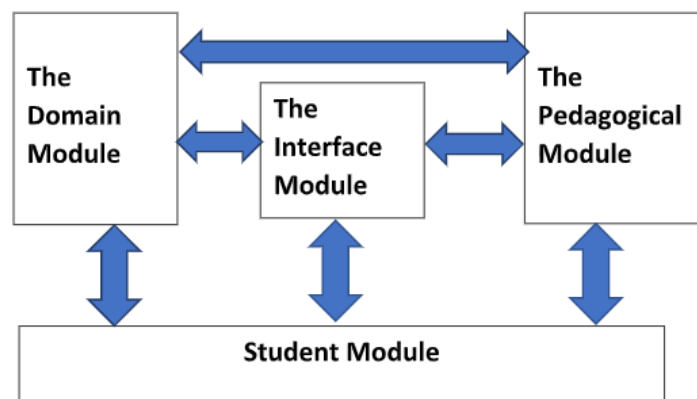 The
Domain
Module
The
Interface
Module
The
Pedagogical
Module
Student Module